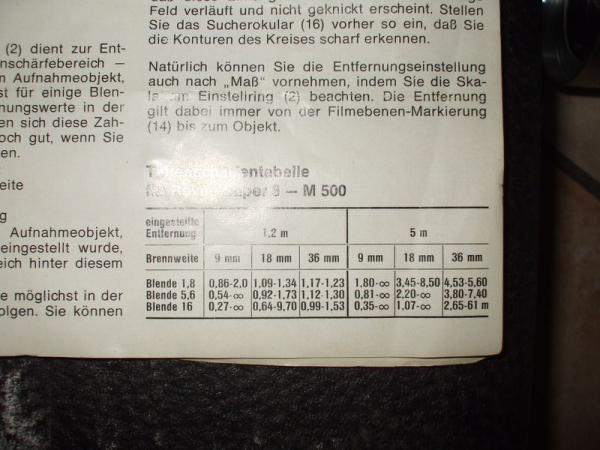 (2) dient zur Ent-
nschärfebereich —
n Aufnahmeobjekt,
st für einige Blen-
nungswerte in der
en sich diese Zah-
och gut, wenn Sie
en.
eite
g
Aufnahmeobjekt,
eingestellt wurde,
eich hinter diesem
e möglichst in der
olgen. Sie können
Feld verläuft und nicht geknickt erscheint. Stellen
Sie das Sucherokular (16) vorher so ein, daß Sie
die Konturen des Kreises scharf erkennen.
Natürlich können Sie die Entfernungseinstellung
auch nach „Maß“ vornehmen, indem Sie die Ska-
la am Einstellring (2) beachten. Die Entfernung
gilt dabei immer von der Filmebenen-Markierung
(14) bis zum Objekt.
Tiefenschärfentabelle
8 — M 500
eingestellte
Entfernung 1,2 m 5 m
Brennweite 9 mm 18 mm 36 mm 9 mm 18 mm 36 mm
Blende 1,8 0,86-2,0 1,09-1,34 1,17-1,23 1,80-∞ 3,45-8,50 4,53-5,60
Blende 5,6 0,54-∞ 0,92-1,73 1,12-1,30 0,81-∞ 2,20-∞ 3,80-7,40
Blende 16 0,27-∞ 0,64-9,70 0,99-1,53 0,35-∞ 1,07-∞ 2,65-61 m